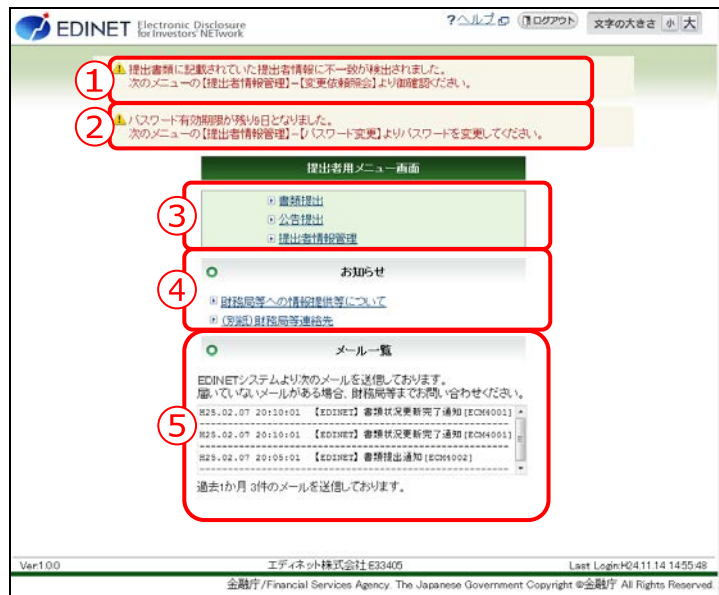 EDINET Electronic Disclosure for Investors' NETwork
?ヘルプ ログアウト 文字の大きさ 小 大
① 提出書類に記載されていた提出者情報に不一致が検出されました。
次のメニューの【提出者情報管理】-【変更依頼照会】より御確認ください。
② パスワード有効期限が残り6日となりました。
次のメニューの【提出者情報管理】-【パスワード変更】よりパスワードを変更してください。
提出者用メニュー画面
③
書類提出
公告提出
提出者情報管理
④
お知らせ
財務局等への情報提供等について
(別紙)財務局等連絡先
⑤
メール一覧
EDINETシステムより次のメールを送信しております。
届いていないメールがある場合、財務局等までお問い合わせください。
H25.02.07 20:10:01 【EDINET】書類状況更新完了通知[ECM4001]
H25.02.07 20:10:01 【EDINET】書類状況更新完了通知[ECM4001]
H25.02.07 20:05:01 【EDINET】書類提出通知[ECM4002]
過去1か月 3件のメールを送信しております。
Ver.1.0.0 エディネット株式会社:E33405 Last Login:H24.11.14 14:55:48
金融庁/Financial Services Agency. The Japanese Government Copyright ©金融庁 All Rights Reserved.